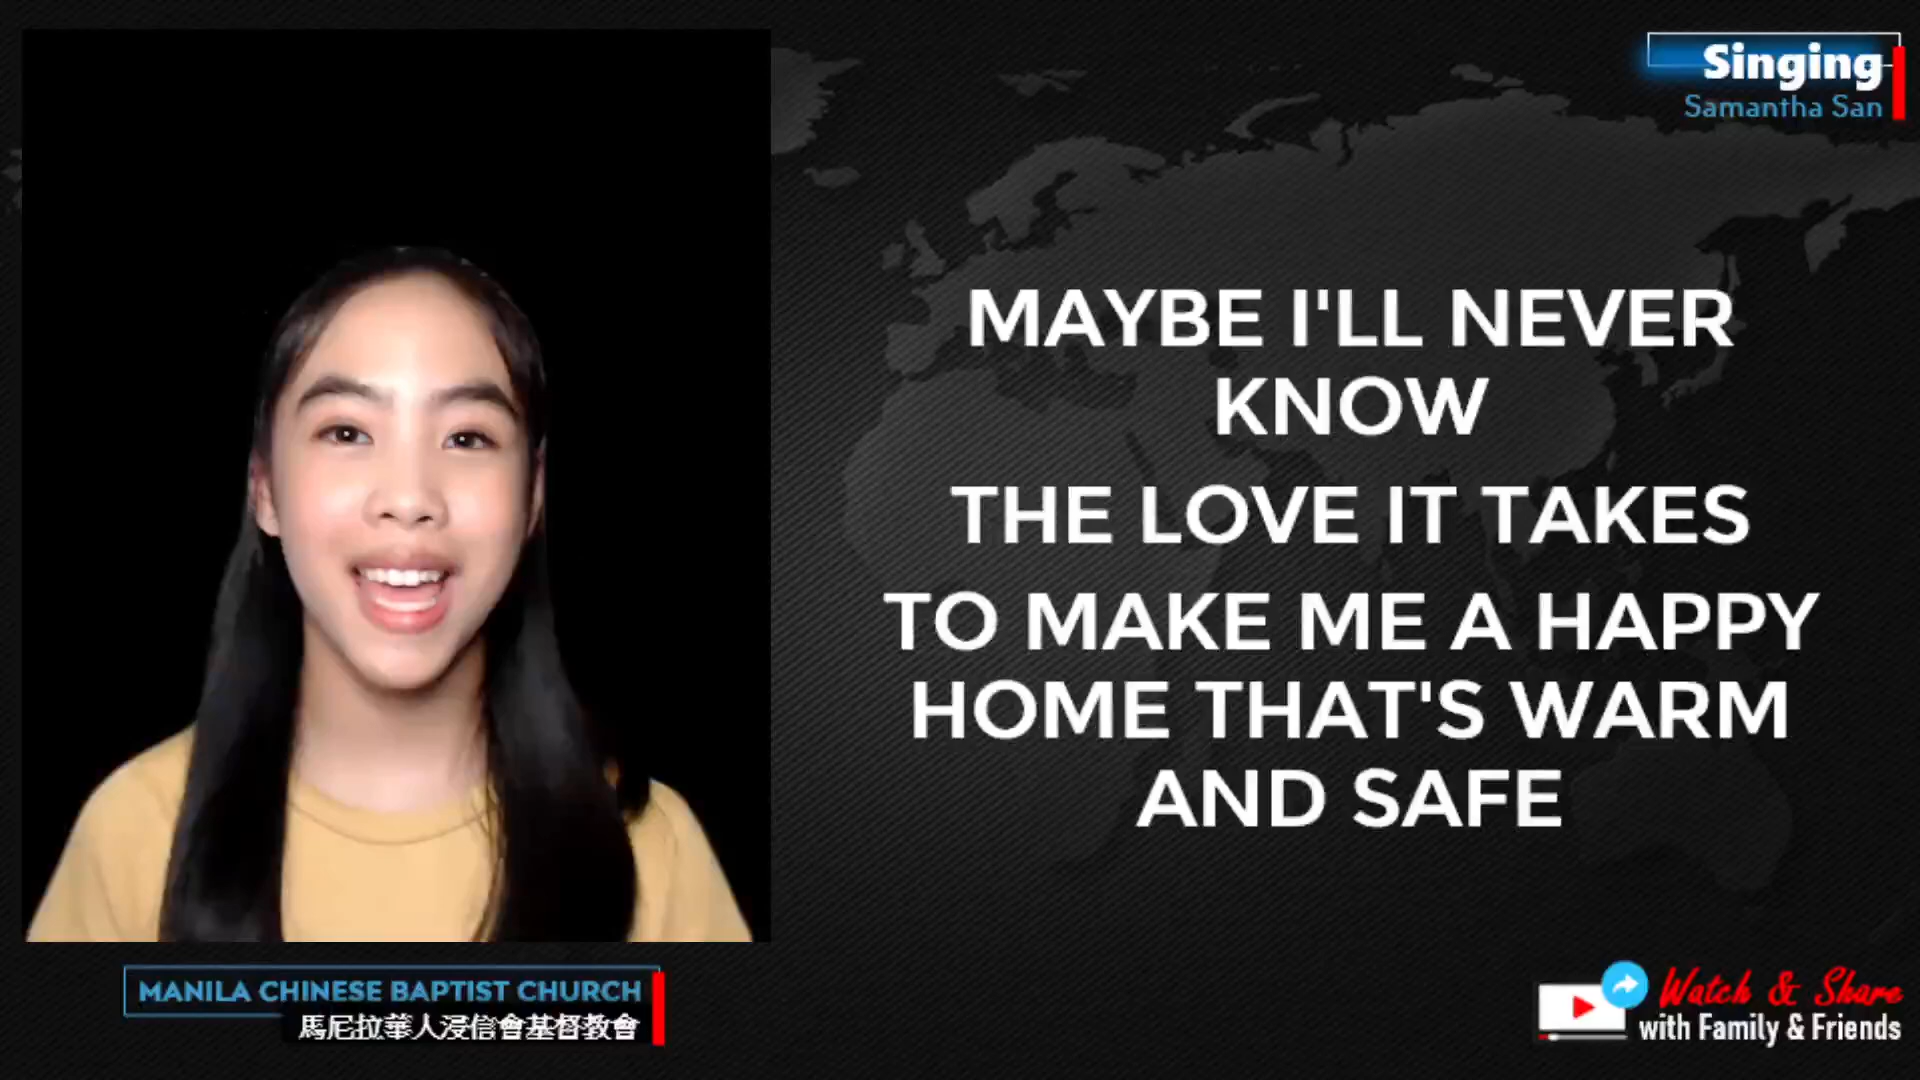 Singing
Samantha San
MAYBE I'LL NEVER
KNOW
THE LOVE IT TAKES
TO MAKE ME A HAPPY
HOME THAT'S WARM
AND SAFE
MANILA CHINESE BAPTIST CHURCH
馬尼拉華人浸信會基督教會
Watch & Share
with Family & Friends